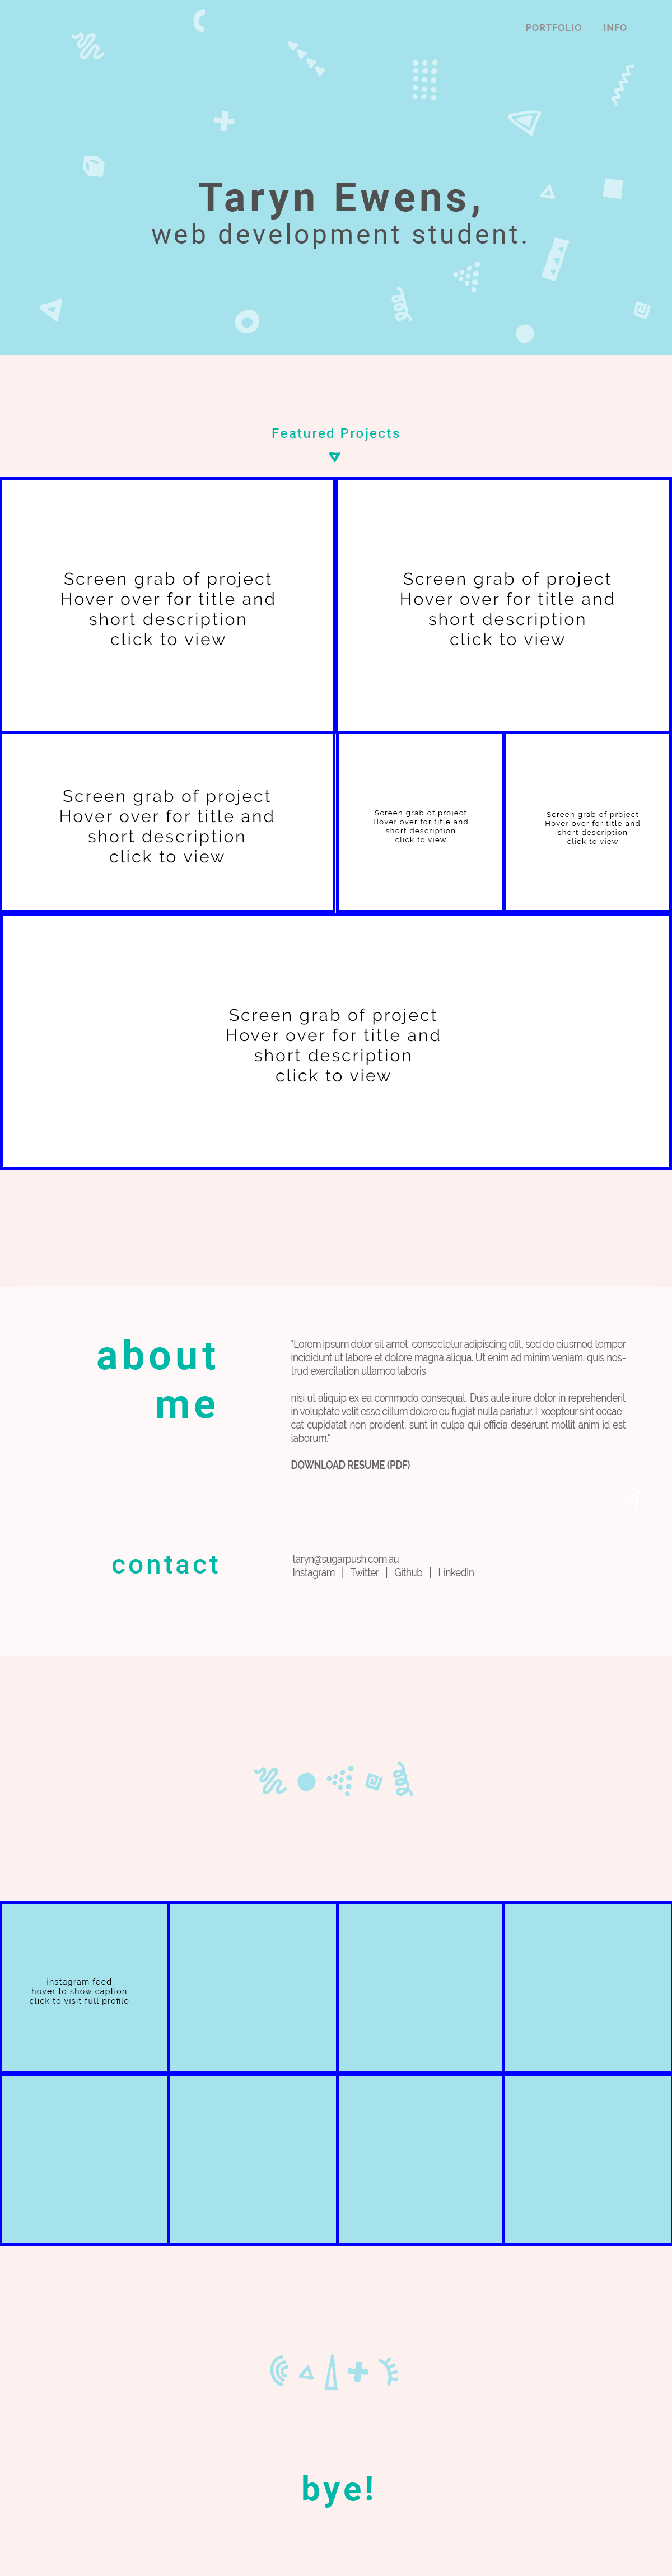 PORTFOLIO INFO
Taryn Ewens,
web development student.
Featured Projects
Screen grab of project
Hover over for title and
short description
click to view
Screen grab of project
Hover over for title and
short description
click to view
Screen grab of project
Hover over for title and
short description
click to view
Screen grab of project
Hover over for title and
short description
click to view
Screen grab of project
Hover over for title and
short description
click to view
Screen grab of project
Hover over for title and
short description
click to view
about
me
"Lorem ipsum dolor sit amet, consectetur adipiscing elit, sed do eiusmod tempor
incididunt ut labore et dolore magna aliqua. Ut enim ad minim veniam, quis nos-
trud exercitation ullamco laboris
nisi ut aliquip ex ea commodo consequat. Duis aute irure dolor in reprehenderit
in voluptate velit esse cillum dolore eu fugiat nulla pariatur. Excepteur sint occae-
cat cupidatat non proident, sunt in culpa qui officia deserunt mollit anim id est
laborum."
DOWNLOAD RESUME (PDF)
contact
taryn@sugarpush.com.au
Instagram | Twitter | Github | LinkedIn
instagram feed
hover to show caption
click to visit full profile
bye!